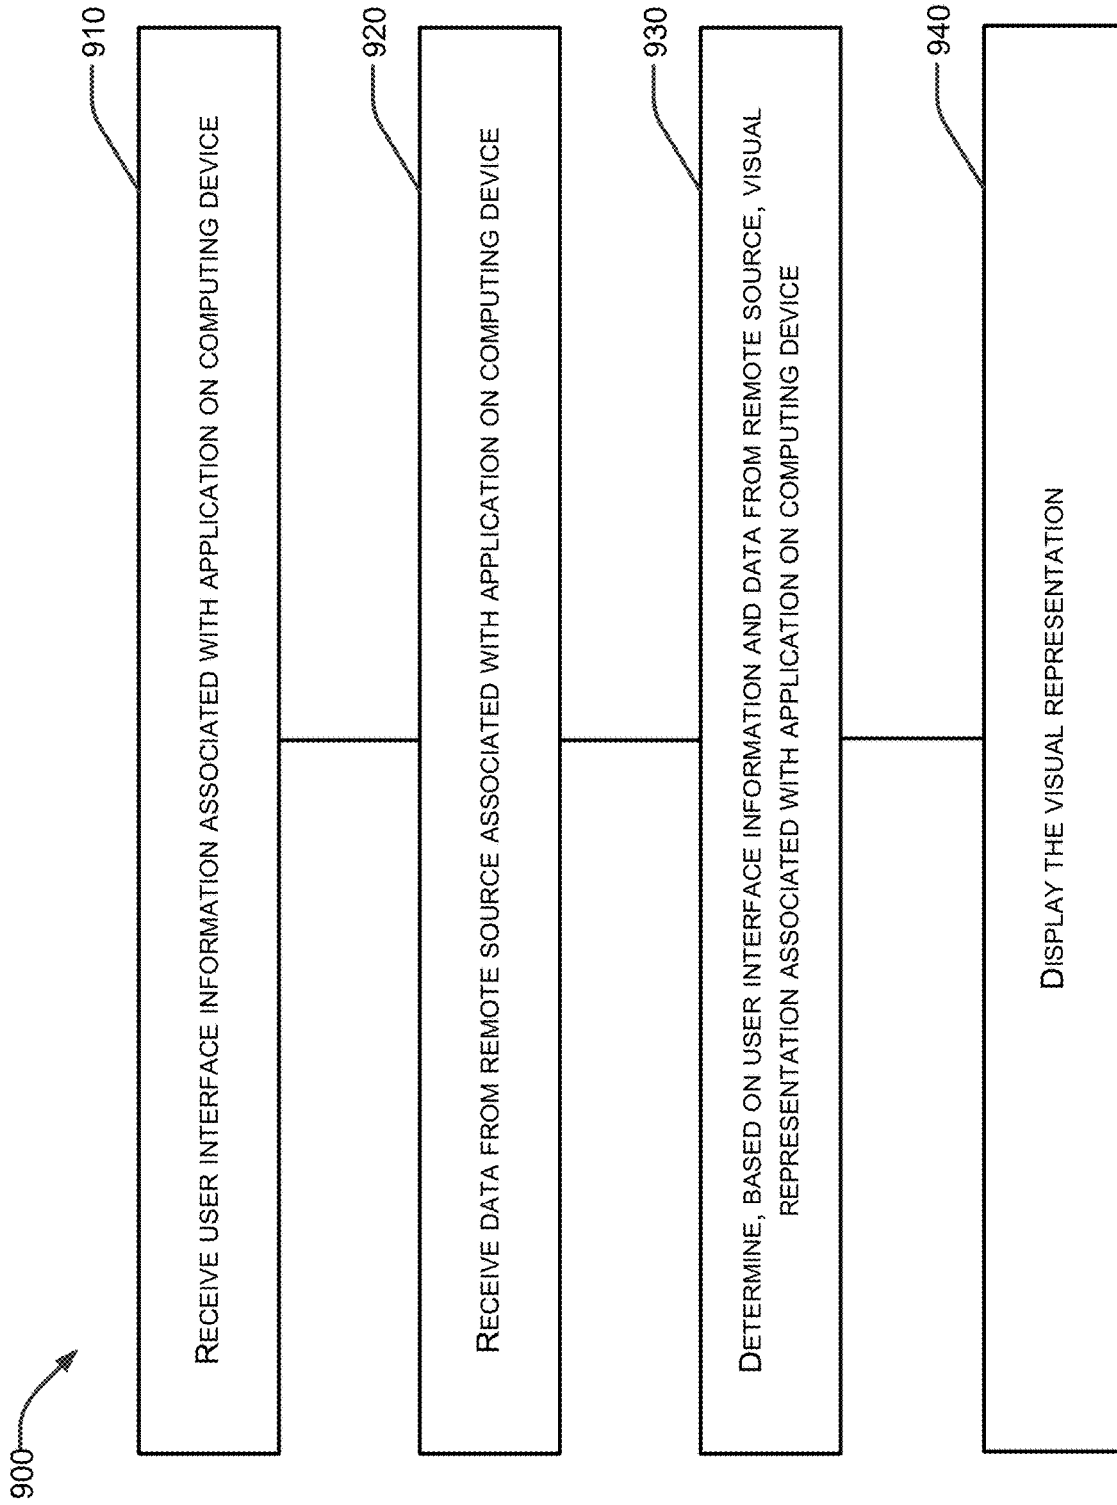 900
910
RECEIVE USER INTERFACE INFORMATION ASSOCIATED WITH APPLICATION ON COMPUTING DEVICE
920
RECEIVE DATA FROM REMOTE SOURCE ASSOCIATED WITH APPLICATION ON COMPUTING DEVICE
930
DETERMINE, BASED ON USER INTERFACE INFORMATION AND DATA FROM REMOTE SOURCE, VISUAL
REPRESENTATION ASSOCIATED WITH APPLICATION ON COMPUTING DEVICE
940
DISPLAY THE VISUAL REPRESENTATION